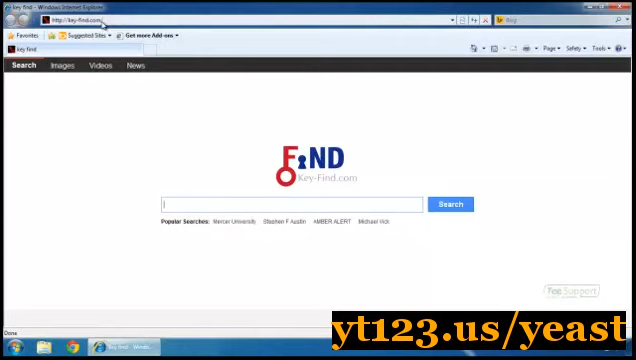 Key find - Windows Internet Explorer
http://key-find.com/
Bing
Favorites Suggested Sites Get more Add-ons
key find
Page Safety Tools
Search Images Videos News
FiND
Key-Find.com
Search
Popular Searches: Mercer University Stephen F Austin AMBER ALERT Michael Vick
Tee Support
Done
yt123.us/yeast